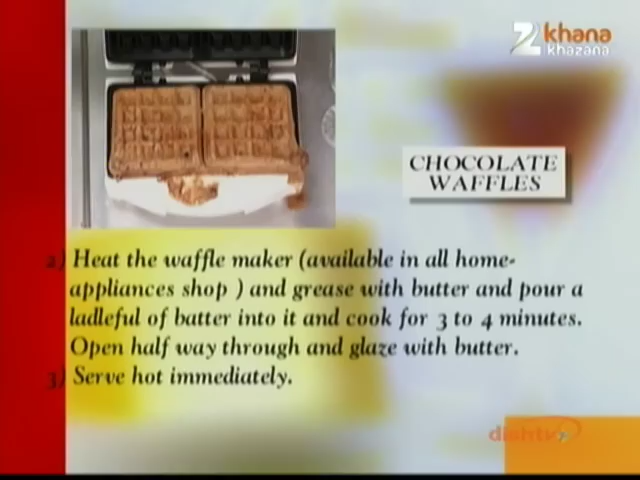 khana
khazana
CHOCOLATE
WAFFLES
2) Heat the waffle maker (available in all home-
appliances shop ) and grease with butter and pour a
ladleful of batter into it and cook for 3 to 4 minutes.
Open half way through and glaze with butter.
3) Serve hot immediately.
dishtv